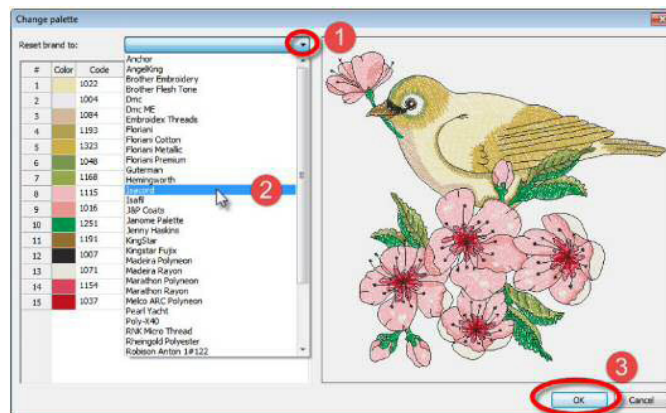 Change palette
Reset brand to:
1
# Color Code
1 1022
2 1004
3 1084
4 1193
5 1323
6 1048
7 1168
8 1115
9 1016
10 1251
11 1191
12 1007
13 1071
14 1154
15 1037
Anchor
AngelKing
Brother Embroidery
Brother Flesh Tone
Dmc
Dmc ME
Embroidex Threads
Floriani
Floriani Cotton
Floriani Metallic
Floriani Premium
Guterman
Hemingworth
Isacord
2
Isafil
J&P Coats
Janome Palette
Jenny Haskins
KingStar
Kingstar Fujix
Madeira Polyneon
Madeira Rayon
Marathon Polyneon
Marathon Rayon
Melco ARC Polyneon
Pearl Yacht
Poly-X40
RNK Micro Thread
Rheingold Polyester
Robison Anton 1#122
3
OK
Cancel